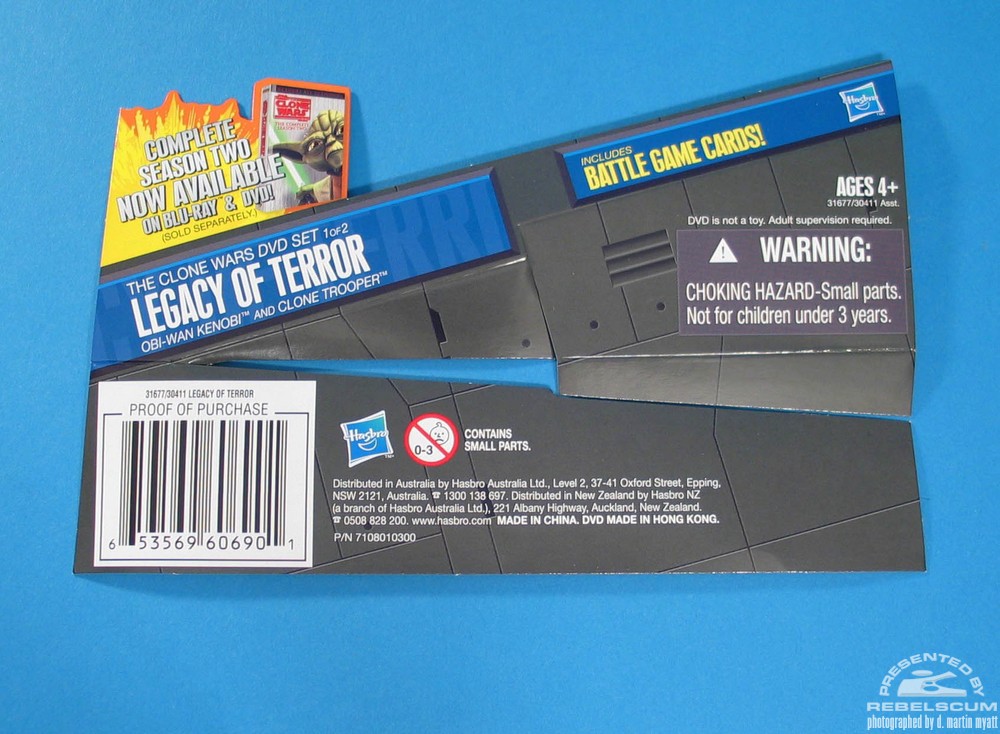 COMPLETE
SEASON TWO
NOW AVAILABLE
ON BLU-RAY & DVD!
(SOLD SEPARATELY.)
STAR
CLONE
WARS
THE COMPLETE
SEASON TWO
THE CLONE WARS DVD SET 1 OF 2
LEGACY OF TERROR
OBI-WAN KENOBI™ AND CLONE TROOPER™
INCLUDES
BATTLE GAME CARDS!
Hasbro
AGES 4+
31677/30411 Asst.
DVD is not a toy. Adult supervision required.
WARNING:
CHOKING HAZARD-Small parts.
Not for children under 3 years.
31677/30411 LEGACY OF TERROR
PROOF OF PURCHASE
6 53569 60690 1
Hasbro™
0-3
CONTAINS
SMALL PARTS.
Distributed in Australia by Hasbro Australia Ltd., Level 2, 37-41 Oxford Street, Epping,
NSW 2121, Australia. ☎ 1300 138 697. Distributed in New Zealand by Hasbro NZ
(a branch of Hasbro Australia Ltd.), 221 Albany Highway, Auckland, New Zealand.
☎ 0508 828 200. www.hasbro.com MADE IN CHINA. DVD MADE IN HONG KONG.
P/N 7108010300
PRESENTED BY
REBELSCUM
photographed by d. martin myatt